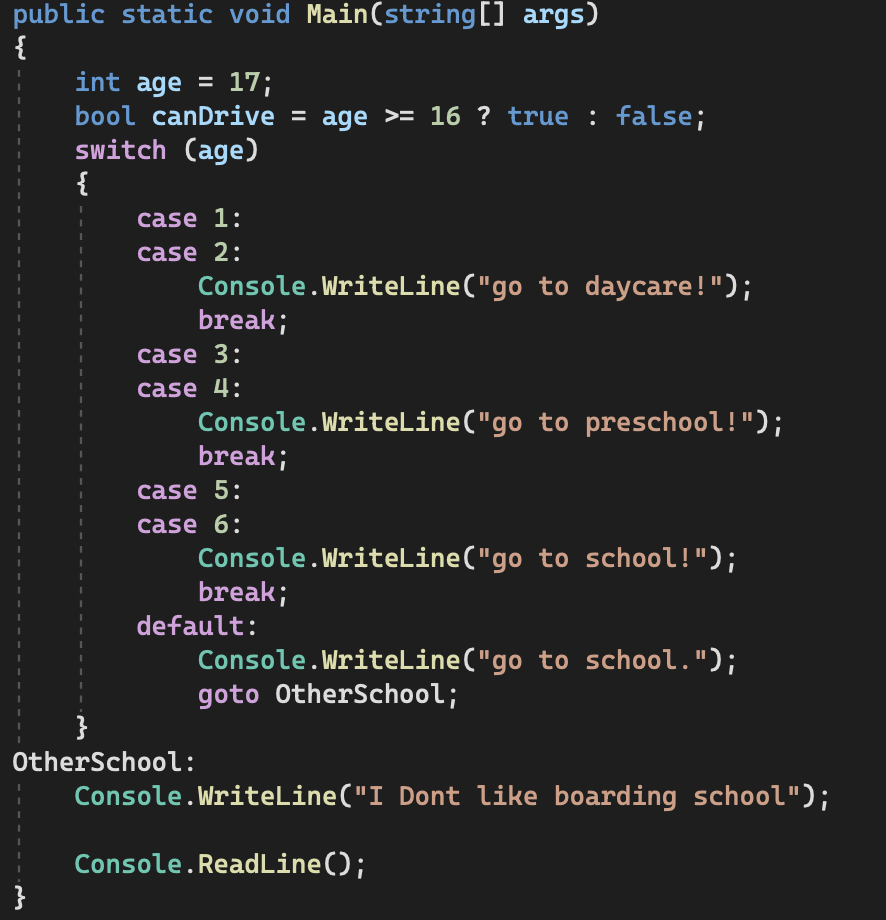 public static void Main(string[] args)
{
    int age = 17;
    bool canDrive = age >= 16 ? true : false;
    switch (age)
    {
        case 1:
        case 2:
            Console.WriteLine("go to daycare!");
            break;
        case 3:
        case 4:
            Console.WriteLine("go to preschool!");
            break;
        case 5:
        case 6:
            Console.WriteLine("go to school!");
            break;
        default:
            Console.WriteLine("go to school.");
            goto OtherSchool;
    }
OtherSchool:
    Console.WriteLine("I Dont like boarding school");

    Console.ReadLine();
}